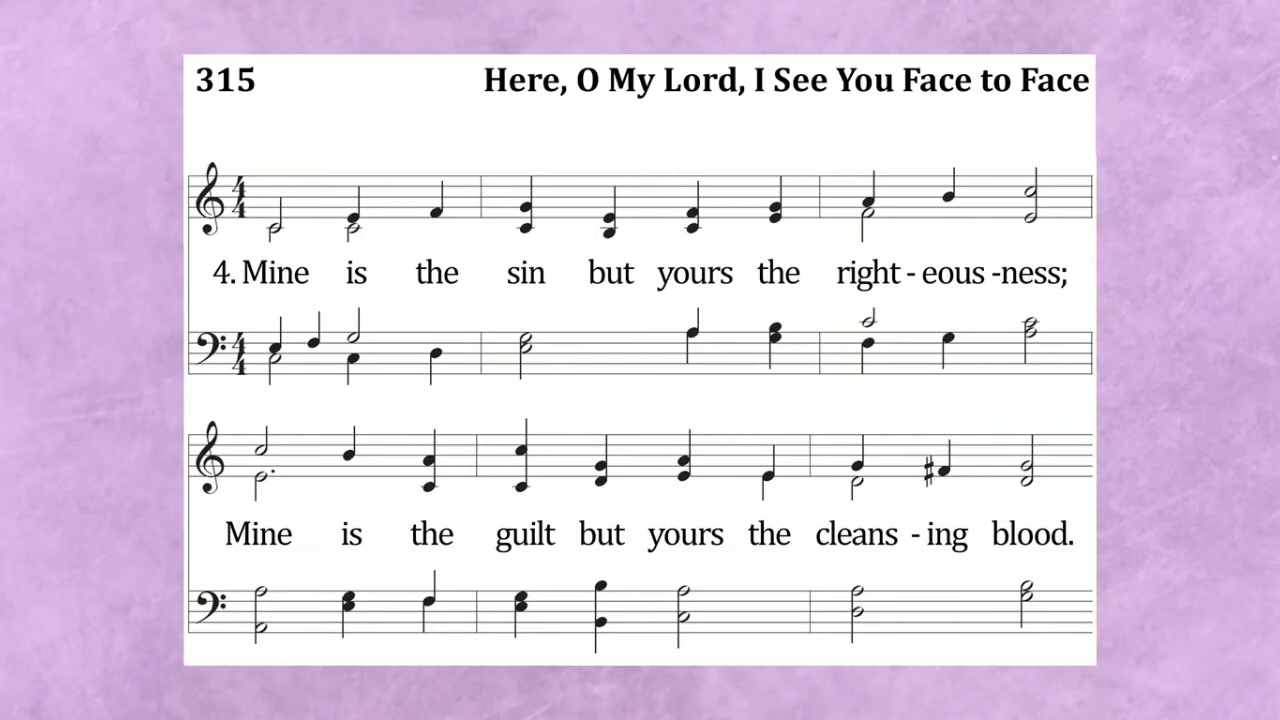 315 Here, O My Lord, I See You Face to Face
4. Mine is the sin but yours the right - eous - ness;
Mine is the guilt but yours the cleans - ing blood.